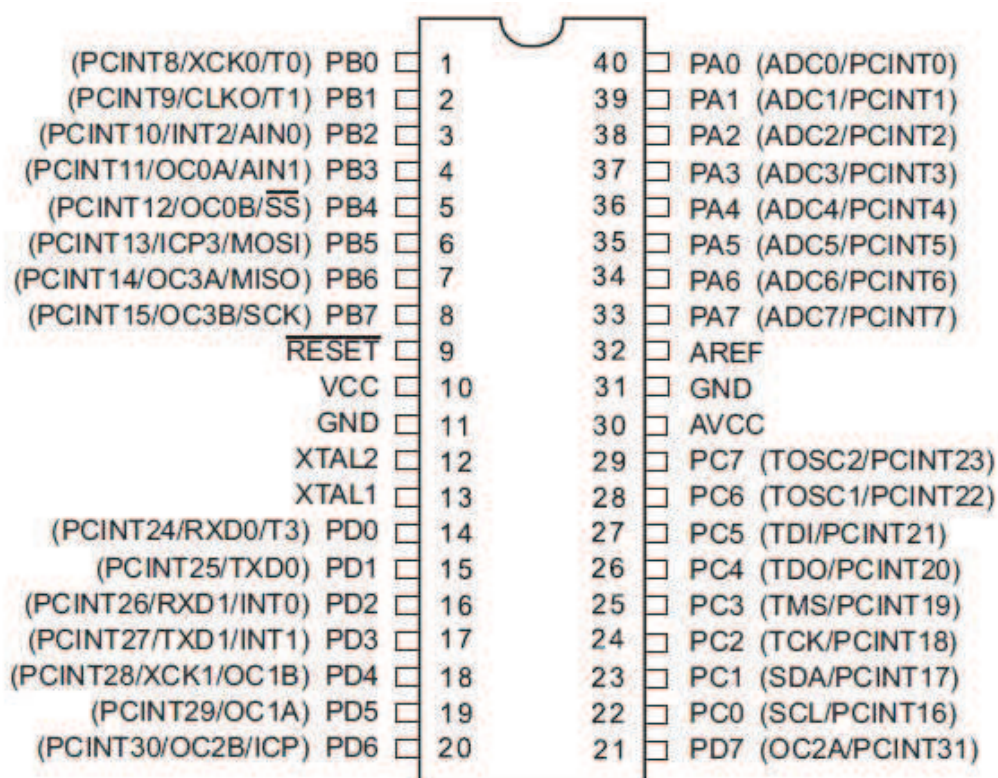 (PCINT8/XCK0/T0) PB0 1 40 PA0 (ADC0/PCINT0)
(PCINT9/CLKO/T1) PB1 2 39 PA1 (ADC1/PCINT1)
(PCINT10/INT2/AIN0) PB2 3 38 PA2 (ADC2/PCINT2)
(PCINT11/OC0A/AIN1) PB3 4 37 PA3 (ADC3/PCINT3)
(PCINT12/OC0B/S̅S̅) PB4 5 36 PA4 (ADC4/PCINT4)
(PCINT13/ICP3/MOSI) PB5 6 35 PA5 (ADC5/PCINT5)
(PCINT14/OC3A/MISO) PB6 7 34 PA6 (ADC6/PCINT6)
(PCINT15/OC3B/SCK) PB7 8 33 PA7 (ADC7/PCINT7)
R̅E̅S̅E̅T̅ 9 32 AREF
VCC 10 31 GND
GND 11 30 AVCC
XTAL2 12 29 PC7 (TOSC2/PCINT23)
XTAL1 13 28 PC6 (TOSC1/PCINT22)
(PCINT24/RXD0/T3) PD0 14 27 PC5 (TDI/PCINT21)
(PCINT25/TXD0) PD1 15 26 PC4 (TDO/PCINT20)
(PCINT26/RXD1/INT0) PD2 16 25 PC3 (TMS/PCINT19)
(PCINT27/TXD1/INT1) PD3 17 24 PC2 (TCK/PCINT18)
(PCINT28/XCK1/OC1B) PD4 18 23 PC1 (SDA/PCINT17)
(PCINT29/OC1A) PD5 19 22 PC0 (SCL/PCINT16)
(PCINT30/OC2B/ICP) PD6 20 21 PD7 (OC2A/PCINT31)